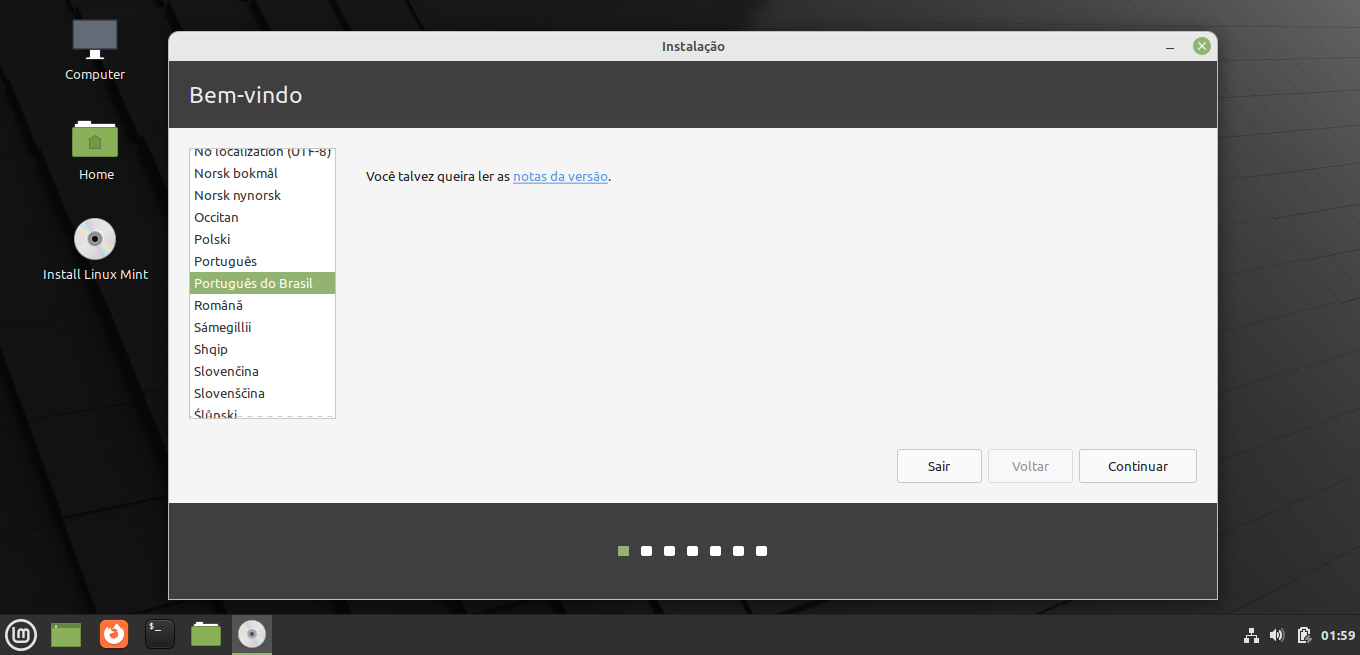 Computer
Home
Install Linux Mint
Instalação
Bem-vindo
No localization (UTF-8)
Norsk bokmål
Norsk nynorsk
Occitan
Polski
Português
Português do Brasil
Română
Sámegillii
Shqip
Slovenčina
Slovenščina
Ślůnski
Você talvez queira ler as notas da versão.
Sair
Voltar
Continuar
$_
01:59